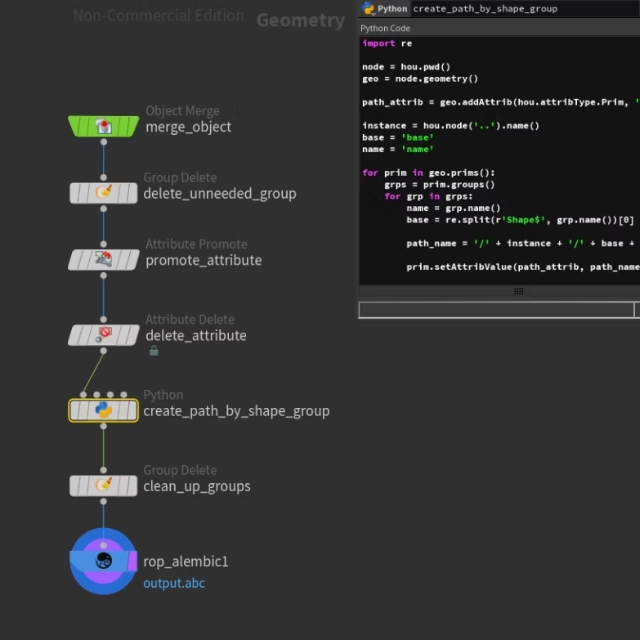 Non-Commercial Edition
Geometry
Object Merge
merge_object
Group Delete
delete_unneeded_group
Attribute Promote
promote_attribute
Attribute Delete
delete_attribute
Python
create_path_by_shape_group
Group Delete
clean_up_groups
rop_alembic1
output.abc
Python create_path_by_shape_group
Python Code
import re
node = hou.pwd()
geo = node.geometry()
path_attrib = geo.addAttrib(hou.attribType.Prim, '
instance = hou.node('..').name()
base = 'base'
name = 'name'
for prim in geo.prims():
grps = prim.groups()
for grp in grps:
name = grp.name()
base = re.split(r'Shape$', grp.name())[0]
path_name = '/' + instance + '/' + base +
prim.setAttribValue(path_attrib, path_name